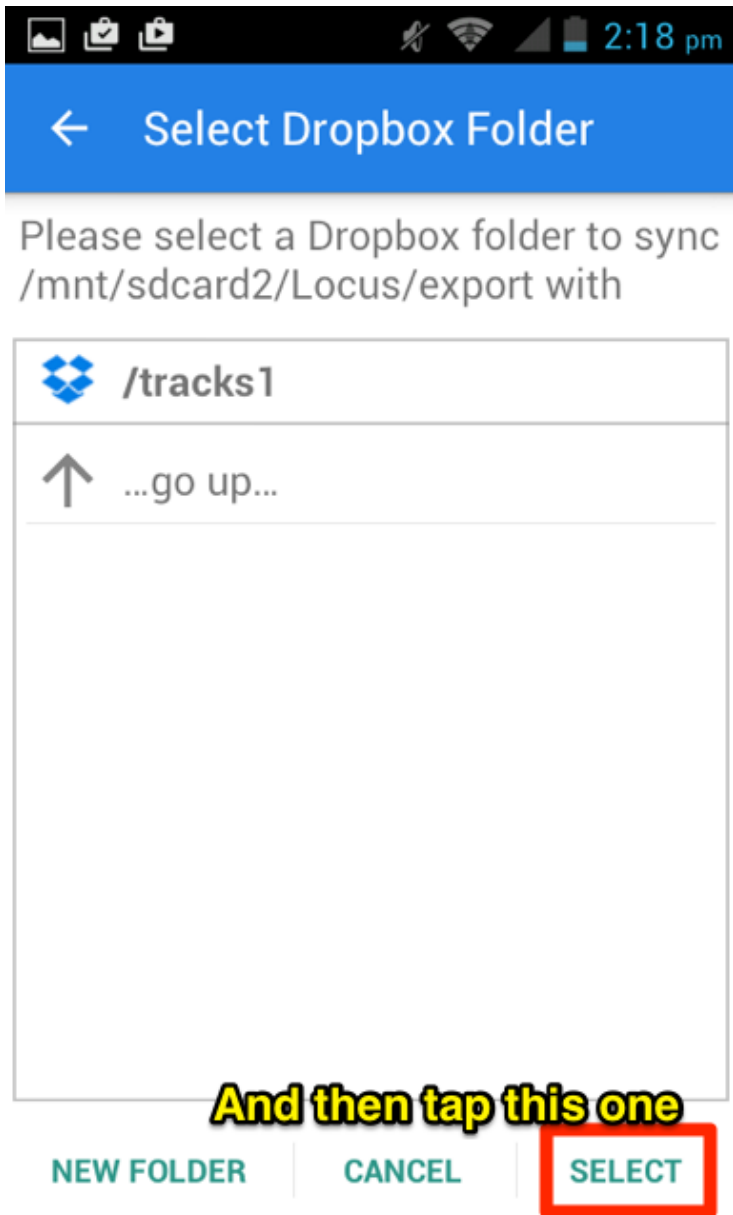 2:18 pm
Select Dropbox Folder
Please select a Dropbox folder to sync
/mnt/sdcard2/Locus/export with
/tracks1
...go up...
And then tap this one
NEW FOLDER CANCEL SELECT